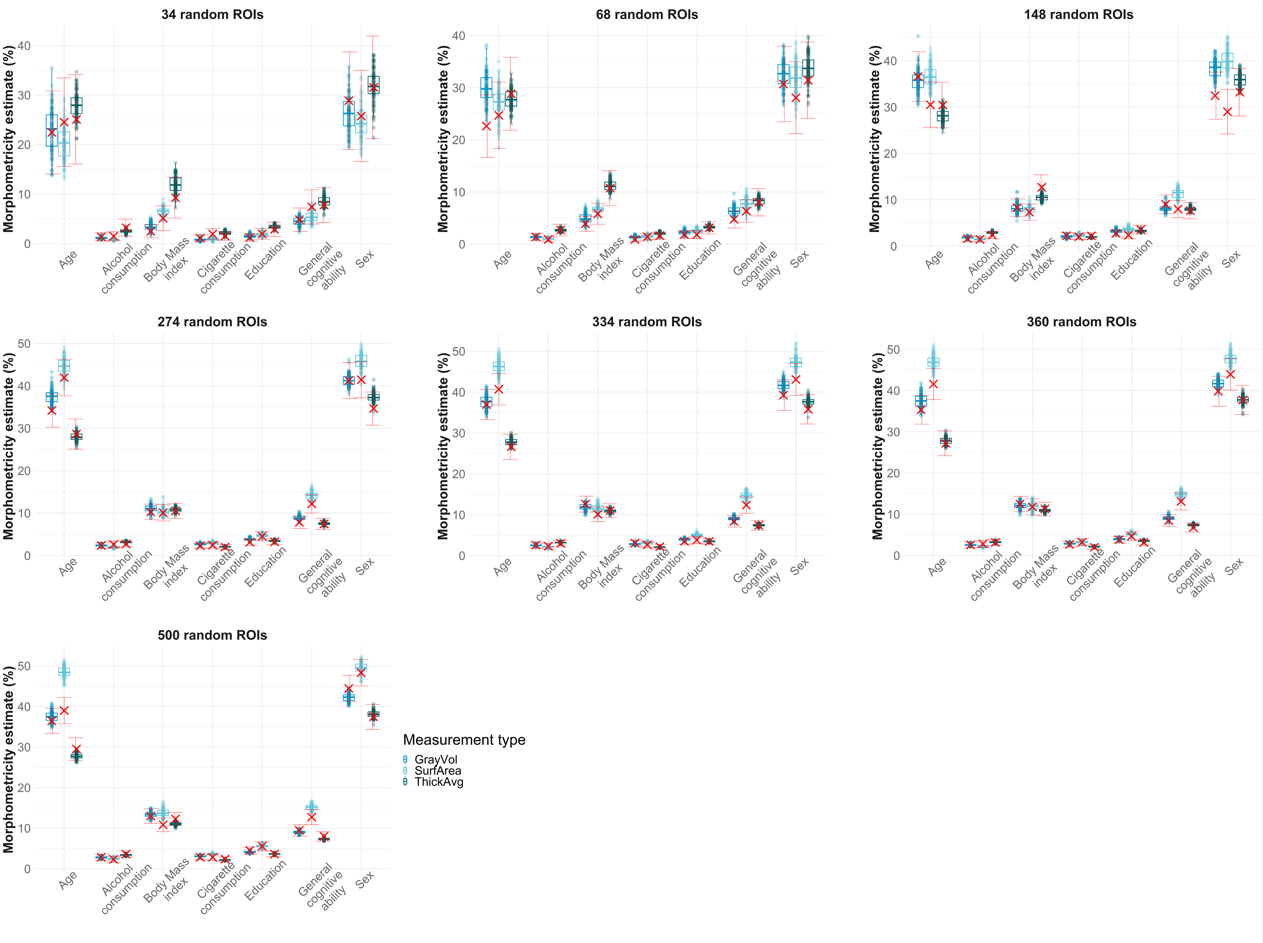 34 random ROIs
Morphometricity estimate (%)
40
30
20
10
0
Age
Alcohol
consumption
Body Mass
index
Cigarette
consumption
Education
General
cognitive
ability
Sex
68 random ROIs
Morphometricity estimate (%)
40
30
20
10
0
Age
Alcohol
consumption
Body Mass
index
Cigarette
consumption
Education
General
cognitive
ability
Sex
148 random ROIs
Morphometricity estimate (%)
40
30
20
10
0
Age
Alcohol
consumption
Body Mass
index
Cigarette
consumption
Education
General
cognitive
ability
Sex
274 random ROIs
Morphometricity estimate (%)
50
40
30
20
10
0
Age
Alcohol
consumption
Body Mass
index
Cigarette
consumption
Education
General
cognitive
ability
Sex
334 random ROIs
Morphometricity estimate (%)
50
40
30
20
10
0
Age
Alcohol
consumption
Body Mass
index
Cigarette
consumption
Education
General
cognitive
ability
Sex
360 random ROIs
Morphometricity estimate (%)
50
40
30
20
10
0
Age
Alcohol
consumption
Body Mass
index
Cigarette
consumption
Education
General
cognitive
ability
Sex
500 random ROIs
Morphometricity estimate (%)
50
40
30
20
10
0
Age
Alcohol
consumption
Body Mass
index
Cigarette
consumption
Education
General
cognitive
ability
Sex
Measurement type
GrayVol
SurfArea
ThickAvg